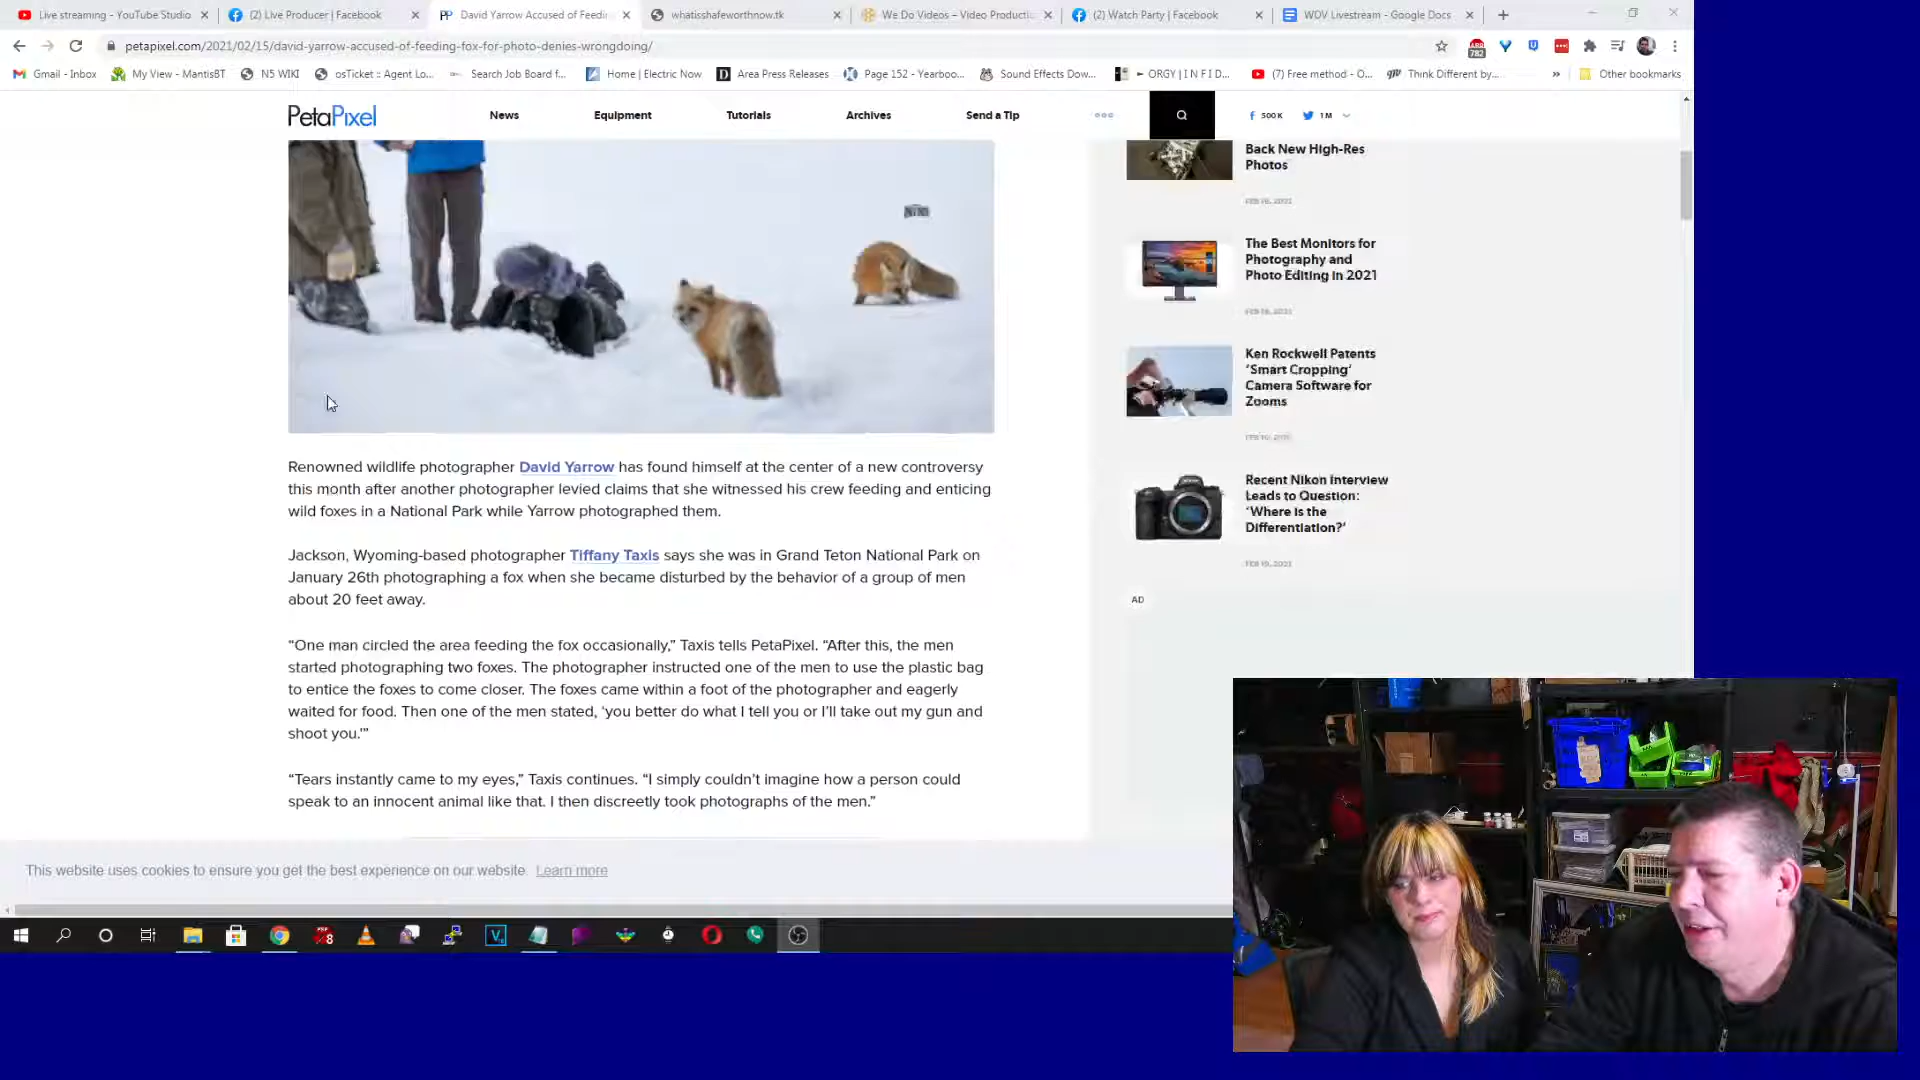 Live streaming - YouTube Studio
(2) Live Producer | Facebook
David Yarrow Accused of Feedin
whatisshafeworthnow.tk
We Do Videos – Video Productio
(2) Watch Party | Facebook
WDV Livestream - Google Docs
petapixel.com/2021/02/15/david-yarrow-accused-of-feeding-fox-for-photo-denies-wrongdoing/
782
Gmail - Inbox
My View - MantisBT
N5 WIKI
osTicket :: Agent Lo...
Search Job Board f...
Home | Electric Now
Area Press Releases
Page 152 - Yearboo...
Sound Effects Dow...
ORGY | I N F I D...
(7) Free method - O...
Think Different by...
»
Other bookmarks
PetaPixel
News
Equipment
Tutorials
Archives
Send a Tip
500K
1M
Back New High-Res
Photos
The Best Monitors for
Photography and
Photo Editing in 2021
Ken Rockwell Patents
'Smart Cropping'
Camera Software for
Zooms
Recent Nikon Interview
Leads to Question:
'Where is the
Differentiation?'
AD
Renowned wildlife photographer David Yarrow has found himself at the center of a new controversy
this month after another photographer levied claims that she witnessed his crew feeding and enticing
wild foxes in a National Park while Yarrow photographed them.
Jackson, Wyoming-based photographer Tiffany Taxis says she was in Grand Teton National Park on
January 26th photographing a fox when she became disturbed by the behavior of a group of men
about 20 feet away.
“One man circled the area feeding the fox occasionally,” Taxis tells PetaPixel. “After this, the men
started photographing two foxes. The photographer instructed one of the men to use the plastic bag
to entice the foxes to come closer. The foxes came within a foot of the photographer and eagerly
waited for food. Then one of the men stated, ‘you better do what I tell you or I’ll take out my gun and
shoot you.’”
“Tears instantly came to my eyes,” Taxis continues. “I simply couldn’t imagine how a person could
speak to an innocent animal like that. I then discreetly took photographs of the men.”
This website uses cookies to ensure you get the best experience on our website. Learn more